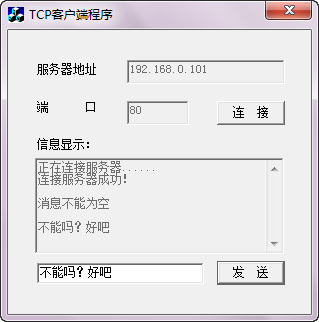 TCP客户端程序
服务器地址 192.168.0.101
端 口 80 连 接
信息显示：
正在连接服务器......
连接服务器成功！
消息不能为空
不能吗？好吧
不能吗？好吧 发 送